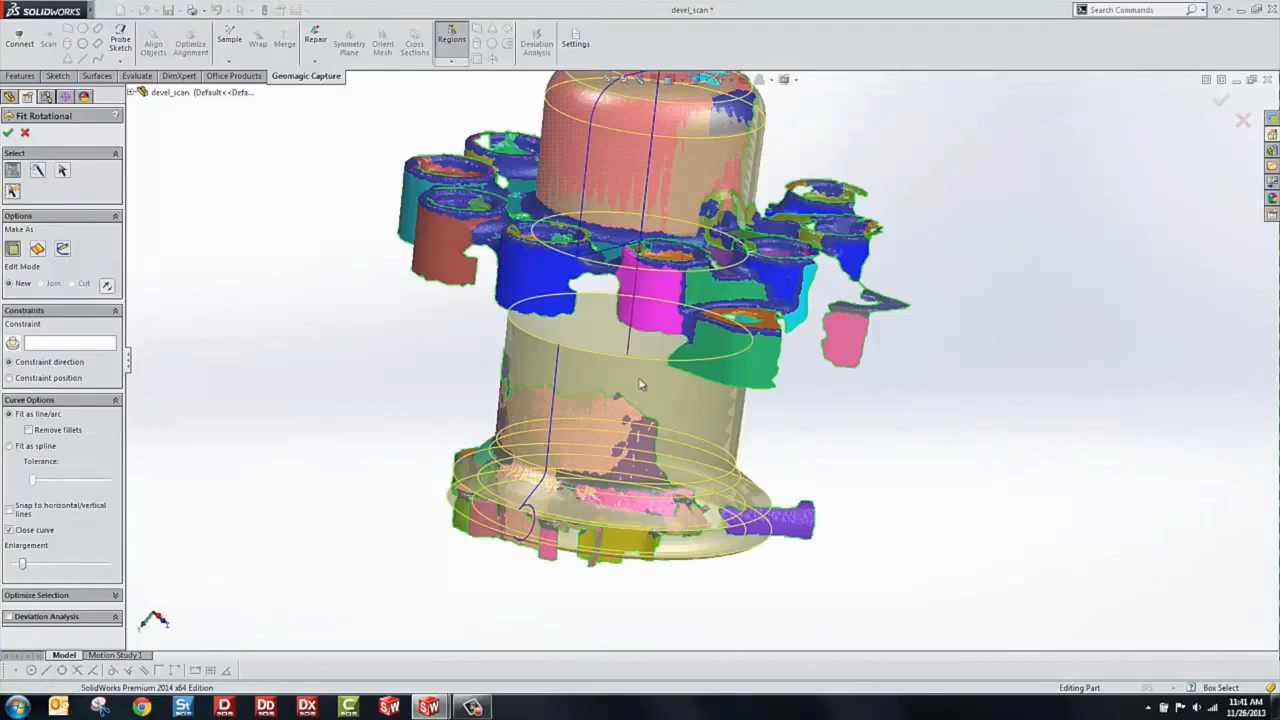 SOLIDWORKS
devel_scan *
Search Commands
Connect
Scan
Probe Sketch
Align Objects
Optimize Alignment
Sample
Wrap
Merge
Repair
Symmetry Plane
Orient Mesh
Cross Sections
Regions
Deviation Analysis
Settings
Features
Sketch
Surfaces
Evaluate
DimXpert
Office Products
Geomagic Capture
devel_scan (Default<<Defa...
Fit Rotational
Select
Options
Make As
Edit Mode
New
Join
Cut
Constraints
Constraint
Constraint direction
Constraint position
Curve Options
Fit as line/arc
Remove fillets
Fit as spline
Tolerance:
Snap to horizontal/vertical
lines
Close curve
Enlargement
Optimize Selection
Deviation Analysis
Model
Motion Study 1
SolidWorks Premium 2014 x64 Edition
Editing Part
Box Select
11:41 AM
11/26/2013